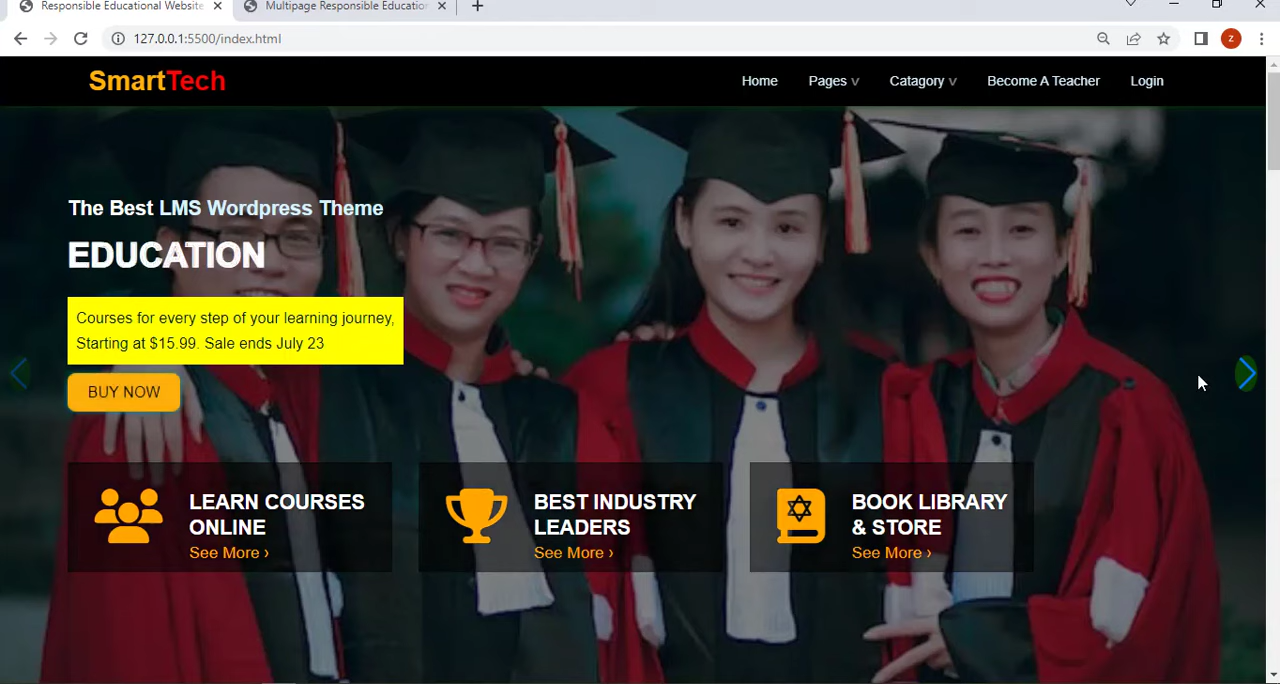 Responsible Educational Website
Multipage Responsible Education
127.0.0.1:5500/index.html
z
SmartTech
Home
Pages v
Catagory v
Become A Teacher
Login
The Best LMS Wordpress Theme
EDUCATION
Courses for every step of your learning journey,
Starting at $15.99. Sale ends July 23
BUY NOW
LEARN COURSES
ONLINE
See More ›
BEST INDUSTRY
LEADERS
See More ›
BOOK LIBRARY
& STORE
See More ›